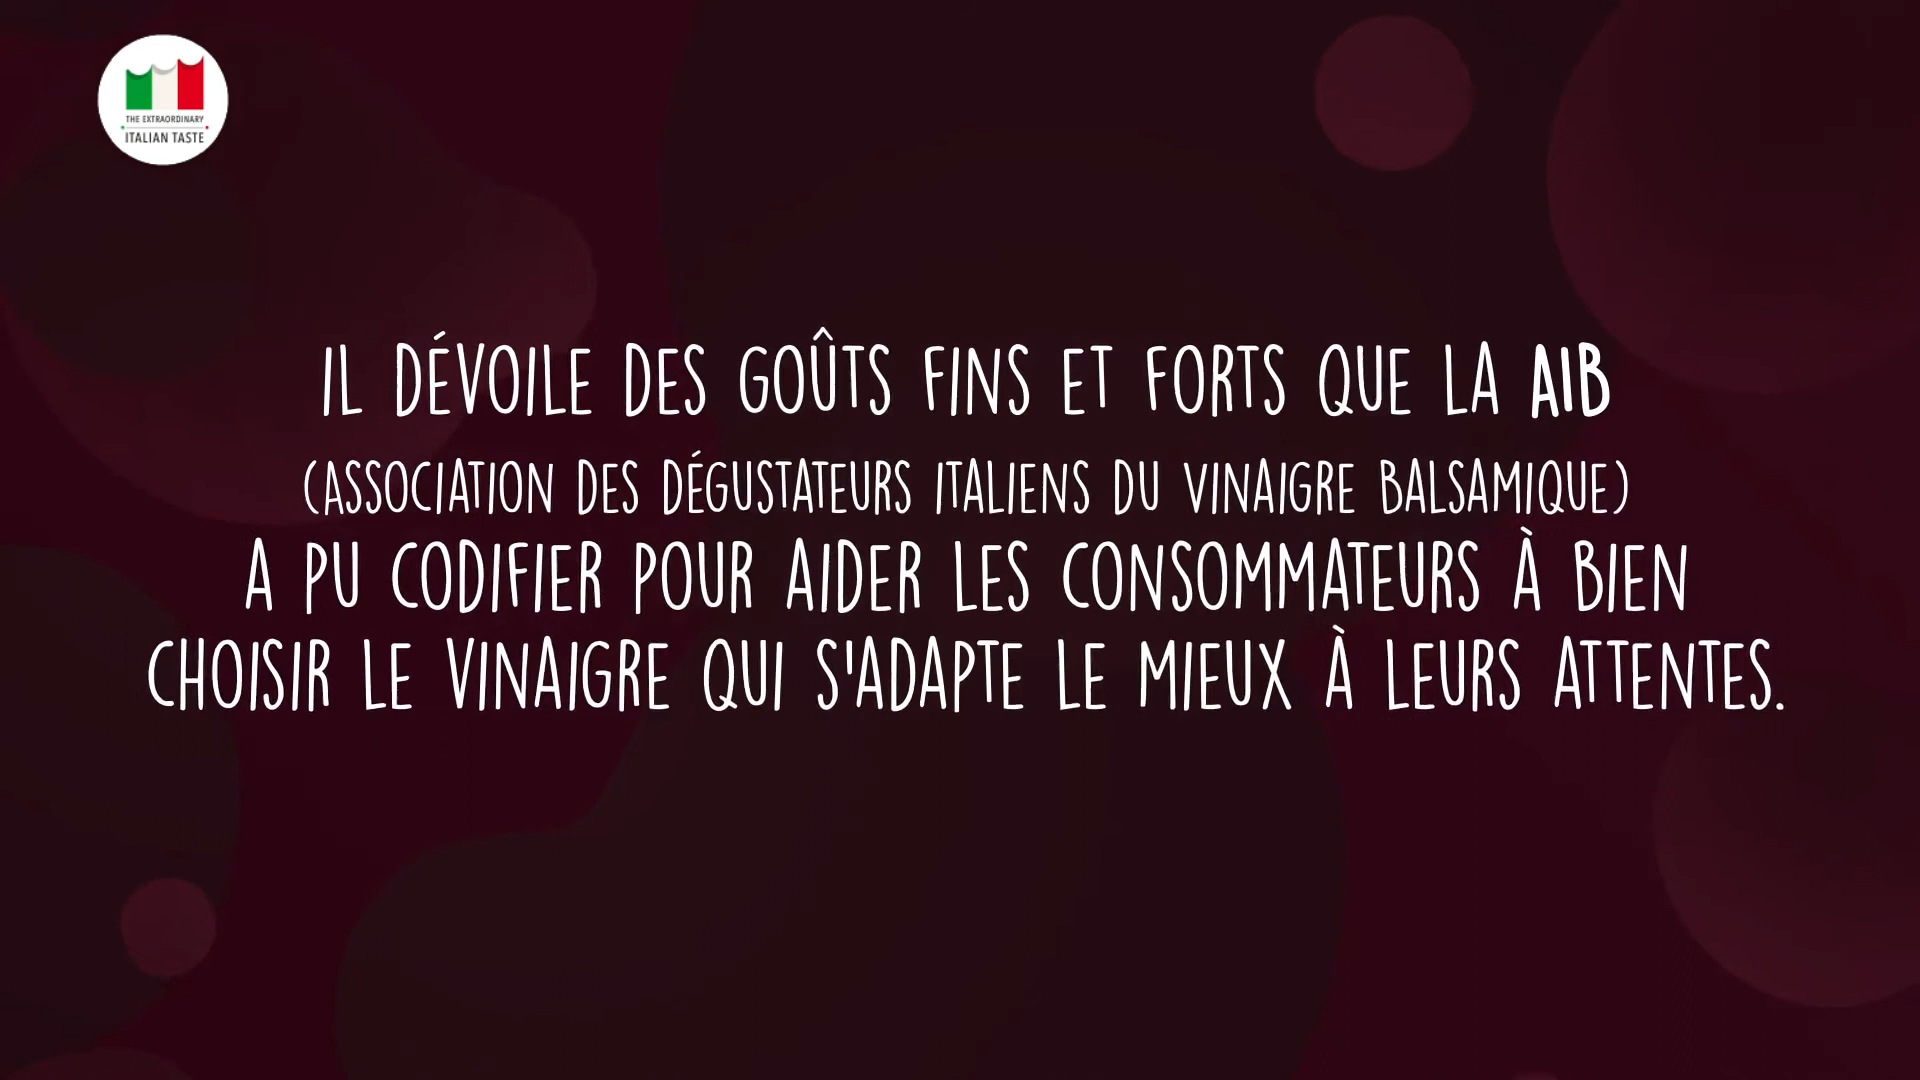 THE EXTRAORDINARY
ITALIAN TASTE
IL DÉVOILE DES GOÛTS FINS ET FORTS QUE LA AIB
(ASSOCIATION DES DÉGUSTATEURS ITALIENS DU VINAIGRE BALSAMIQUE)
A PU CODIFIER POUR AIDER LES CONSOMMATEURS À BIEN
CHOISIR LE VINAIGRE QUI S'ADAPTE LE MIEUX À LEURS ATTENTES.